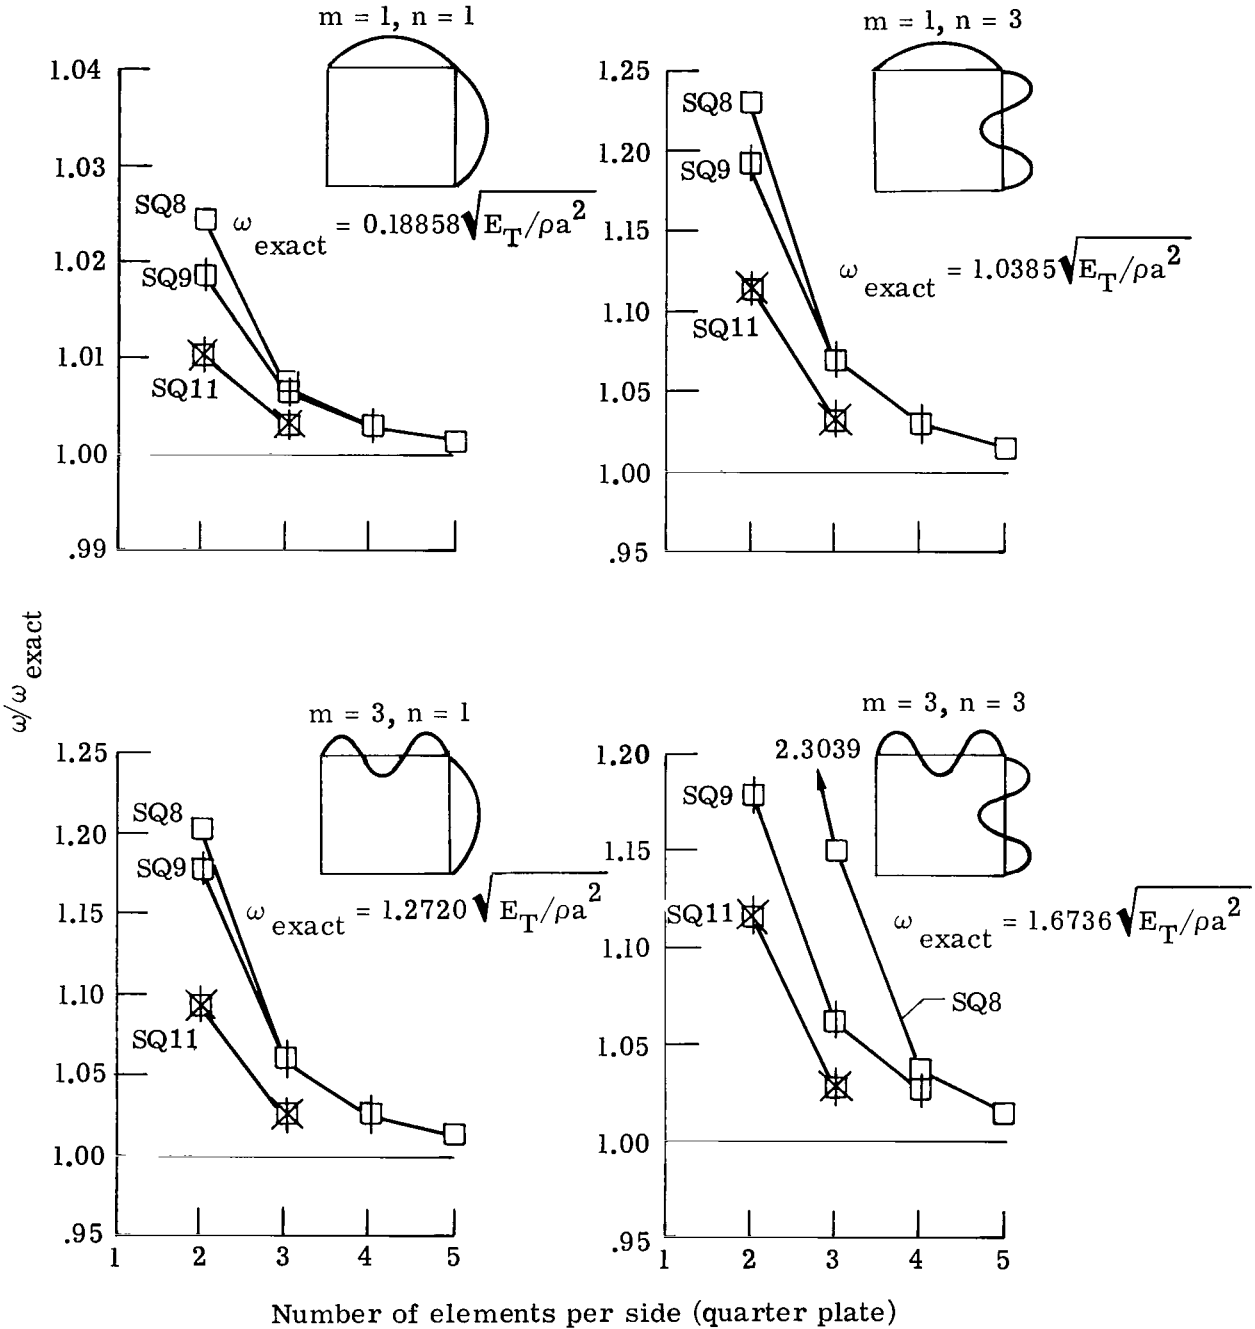 m = 1, n = 1
1.04
1.03
1.02
1.01
1.00
.99
SQ8
SQ9
SQ11
ω exact = 0.18858√E_T/ρa²
m = 1, n = 3
1.25
1.20
1.15
1.10
1.05
1.00
.95
SQ8
SQ9
SQ11
ω exact = 1.0385√E_T/ρa²
ω/ω exact
m = 3, n = 1
1.25
1.20
1.15
1.10
1.05
1.00
.95
SQ8
SQ9
SQ11
ω exact = 1.2720√E_T/ρa²
1 2 3 4 5
m = 3, n = 3
2.3039
1.20
1.15
1.10
1.05
1.00
.95
SQ9
SQ11
ω exact = 1.6736√E_T/ρa²
SQ8
1 2 3 4 5
Number of elements per side (quarter plate)